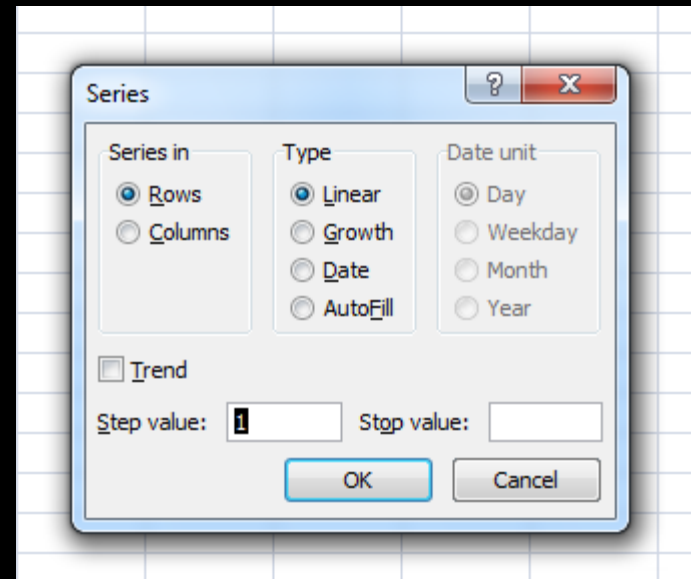 Series
Series in
Rows
Columns
Type
Linear
Growth
Date
AutoFill
Date unit
Day
Weekday
Month
Year
Trend
Step value: 1
Stop value:
OK
Cancel